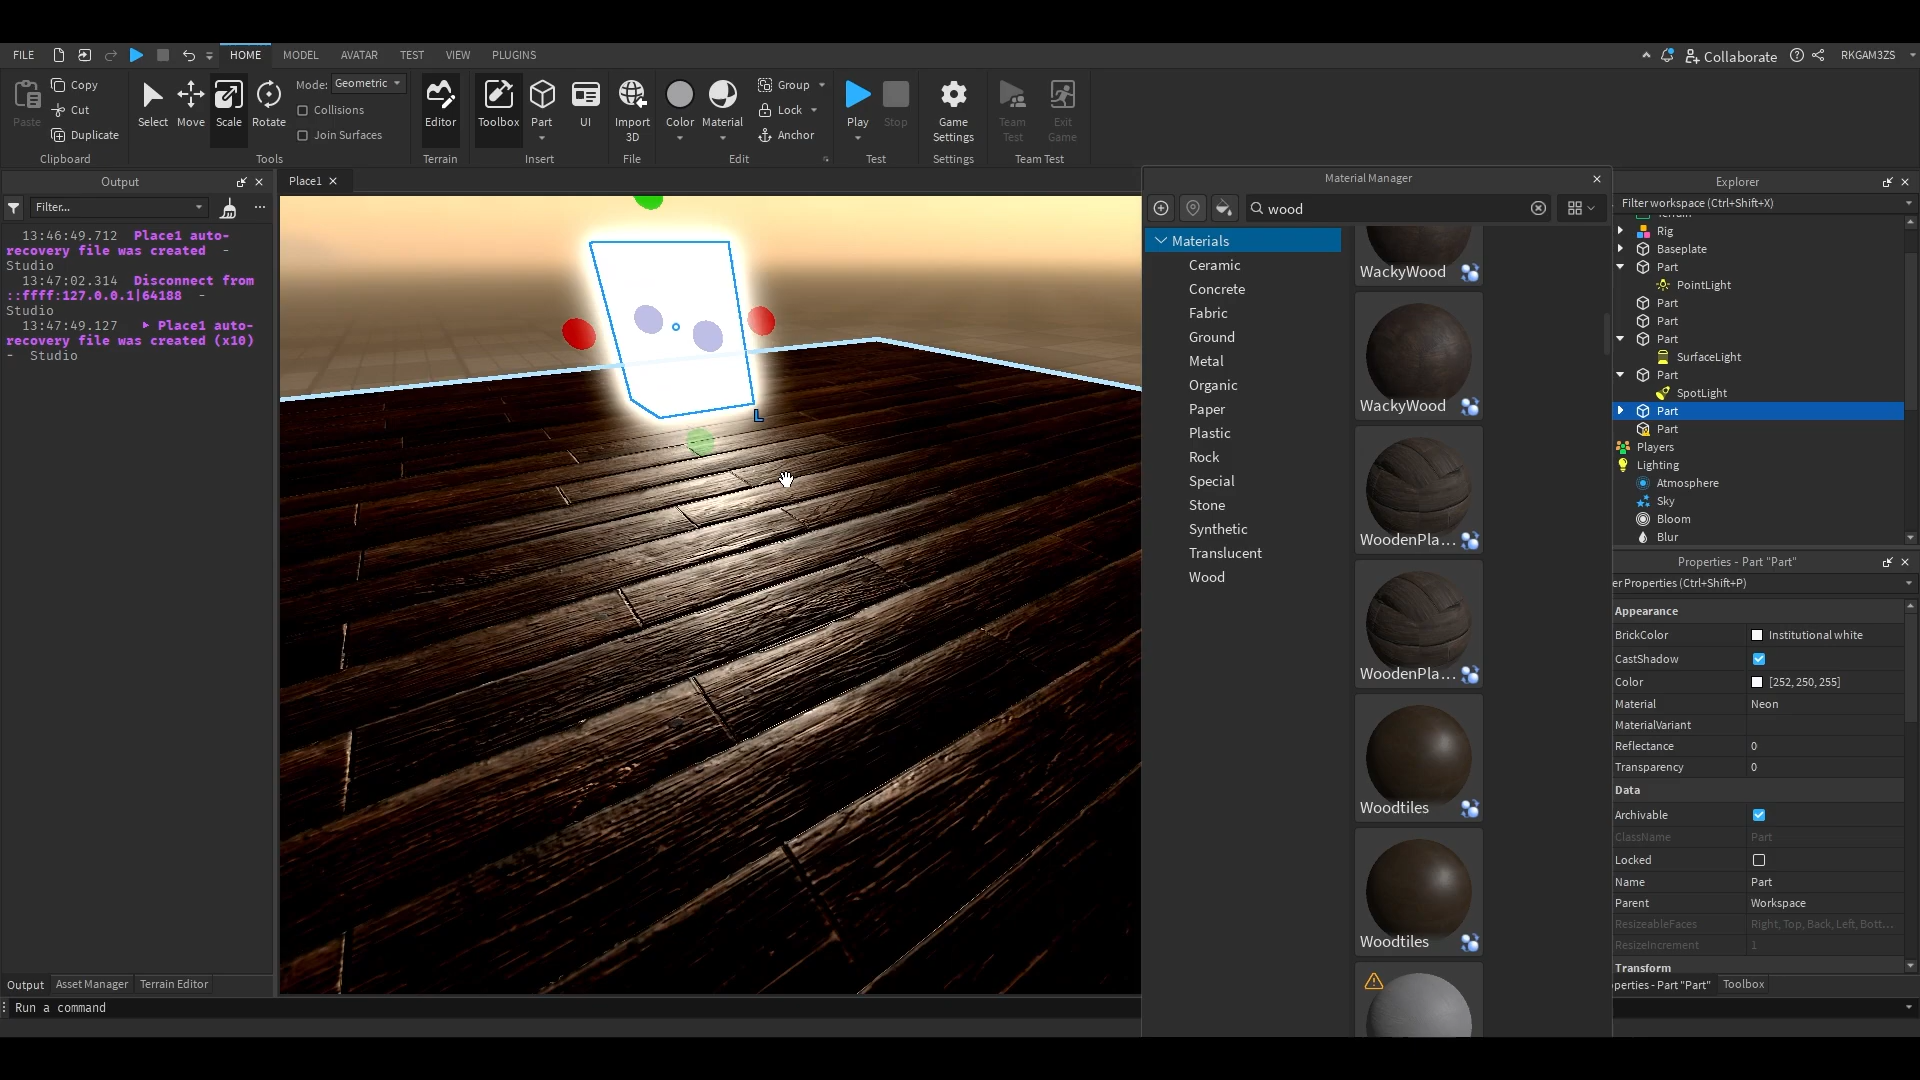 FILE
HOME
MODEL
AVATAR
TEST
VIEW
PLUGINS
Collaborate
RKGAM3ZS
Paste
Copy
Cut
Duplicate
Clipboard
Select
Move
Scale
Rotate
Mode: Geometric
Collisions
Join Surfaces
Tools
Editor
Terrain
Toolbox
Part
UI
Insert
Import
3D
File
Color
Material
Group
Lock
Anchor
Edit
Play
Stop
Test
Game
Settings
Settings
Team
Test
Exit
Game
Team Test
Output
Filter...
13:46:49.712 Place1 auto-
recovery file was created -
Studio
13:47:02.314 Disconnect from
::ffff:127.0.0.1|64188 -
Studio
13:47:49.127 Place1 auto-
recovery file was created (x10)
- Studio
Output
Asset Manager
Terrain Editor
Run a command
Place1
L
Material Manager
wood
Materials
Ceramic
Concrete
Fabric
Ground
Metal
Organic
Paper
Plastic
Rock
Special
Stone
Synthetic
Translucent
Wood
WackyWood
WackyWood
WoodenPla...
WoodenPla...
Woodtiles
Woodtiles
Explorer
Filter workspace (Ctrl+Shift+X)
Terrain
Rig
Baseplate
Part
PointLight
Part
Part
Part
SurfaceLight
Part
SpotLight
Part
Part
Players
Lighting
Atmosphere
Sky
Bloom
Blur
Properties - Part "Part"
er Properties (Ctrl+Shift+P)
Appearance
BrickColor Institutional white
CastShadow
Color [252, 250, 255]
Material Neon
MaterialVariant
Reflectance 0
Transparency 0
Data
Archivable
ClassName Part
Locked
Name Part
Parent Workspace
ResizeableFaces Right, Top, Back, Left, Bott...
ResizeIncrement 1
Transform
operties - Part "Part"
Toolbox